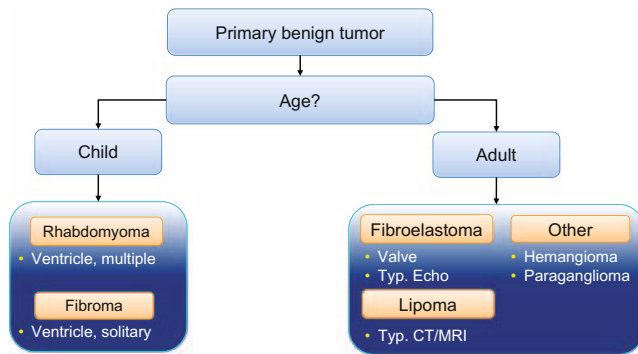 Primary benign tumor
Age?
Child
Adult
Rhabdomyoma
• Ventricle, multiple
Fibroma
• Ventricle, solitary
Fibroelastoma
• Valve
• Typ. Echo
Lipoma
• Typ. CT/MRI
Other
• Hemangioma
• Paraganglioma